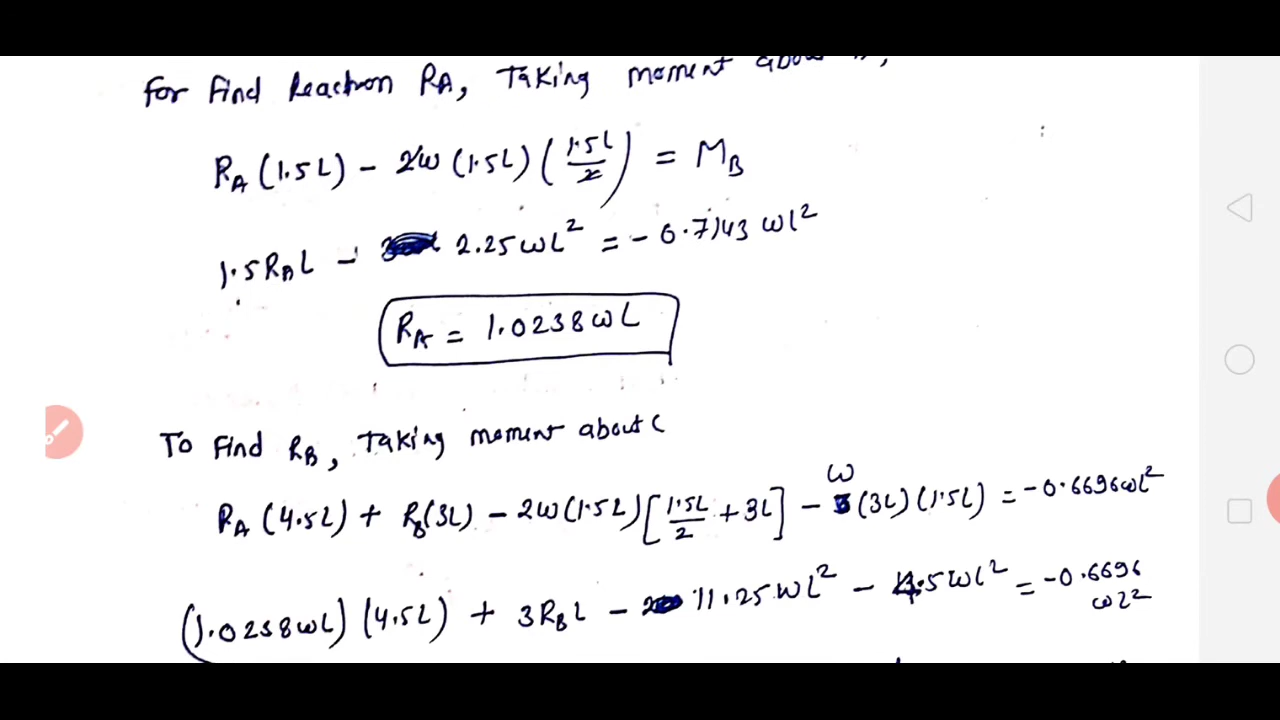 For Find Reaction RA, Taking moment about
RA (1.5L) - 2w (1.5L) (1.5L/2) = MB
1.5RAL - 2.25wL² = - 0.7143 wl²
RA = 1.0238wL
To Find RB, Taking moment about C
RA (4.5L) + RB(3L) - 2w(1.5L) [1.5L/2 + 3L] - w(3L)(1.5L) = -0.6696wl²
(1.0238wL) (4.5L) + 3RBL - 11.25wl² - 4.5wl² = -0.6696 wL²